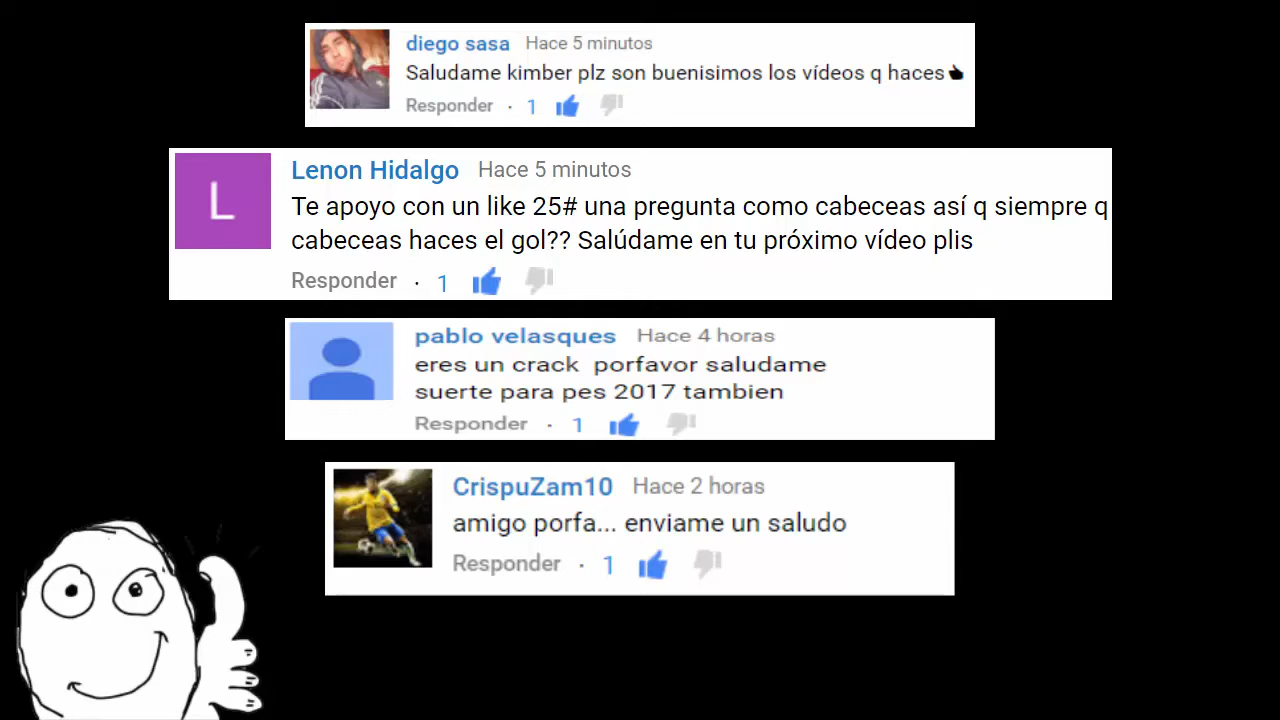 diego sasa Hace 5 minutos
Saludame kimber plz son buenisimos los vídeos q haces
Responder · 1
L
Lenon Hidalgo Hace 5 minutos
Te apoyo con un like 25# una pregunta como cabeceas así q siempre q
cabeceas haces el gol?? Salúdame en tu próximo vídeo plis
Responder · 1
pablo velasques Hace 4 horas
eres un crack porfavor saludame
suerte para pes 2017 tambien
Responder · 1
CrispuZam10 Hace 2 horas
amigo porfa... enviame un saludo
Responder · 1